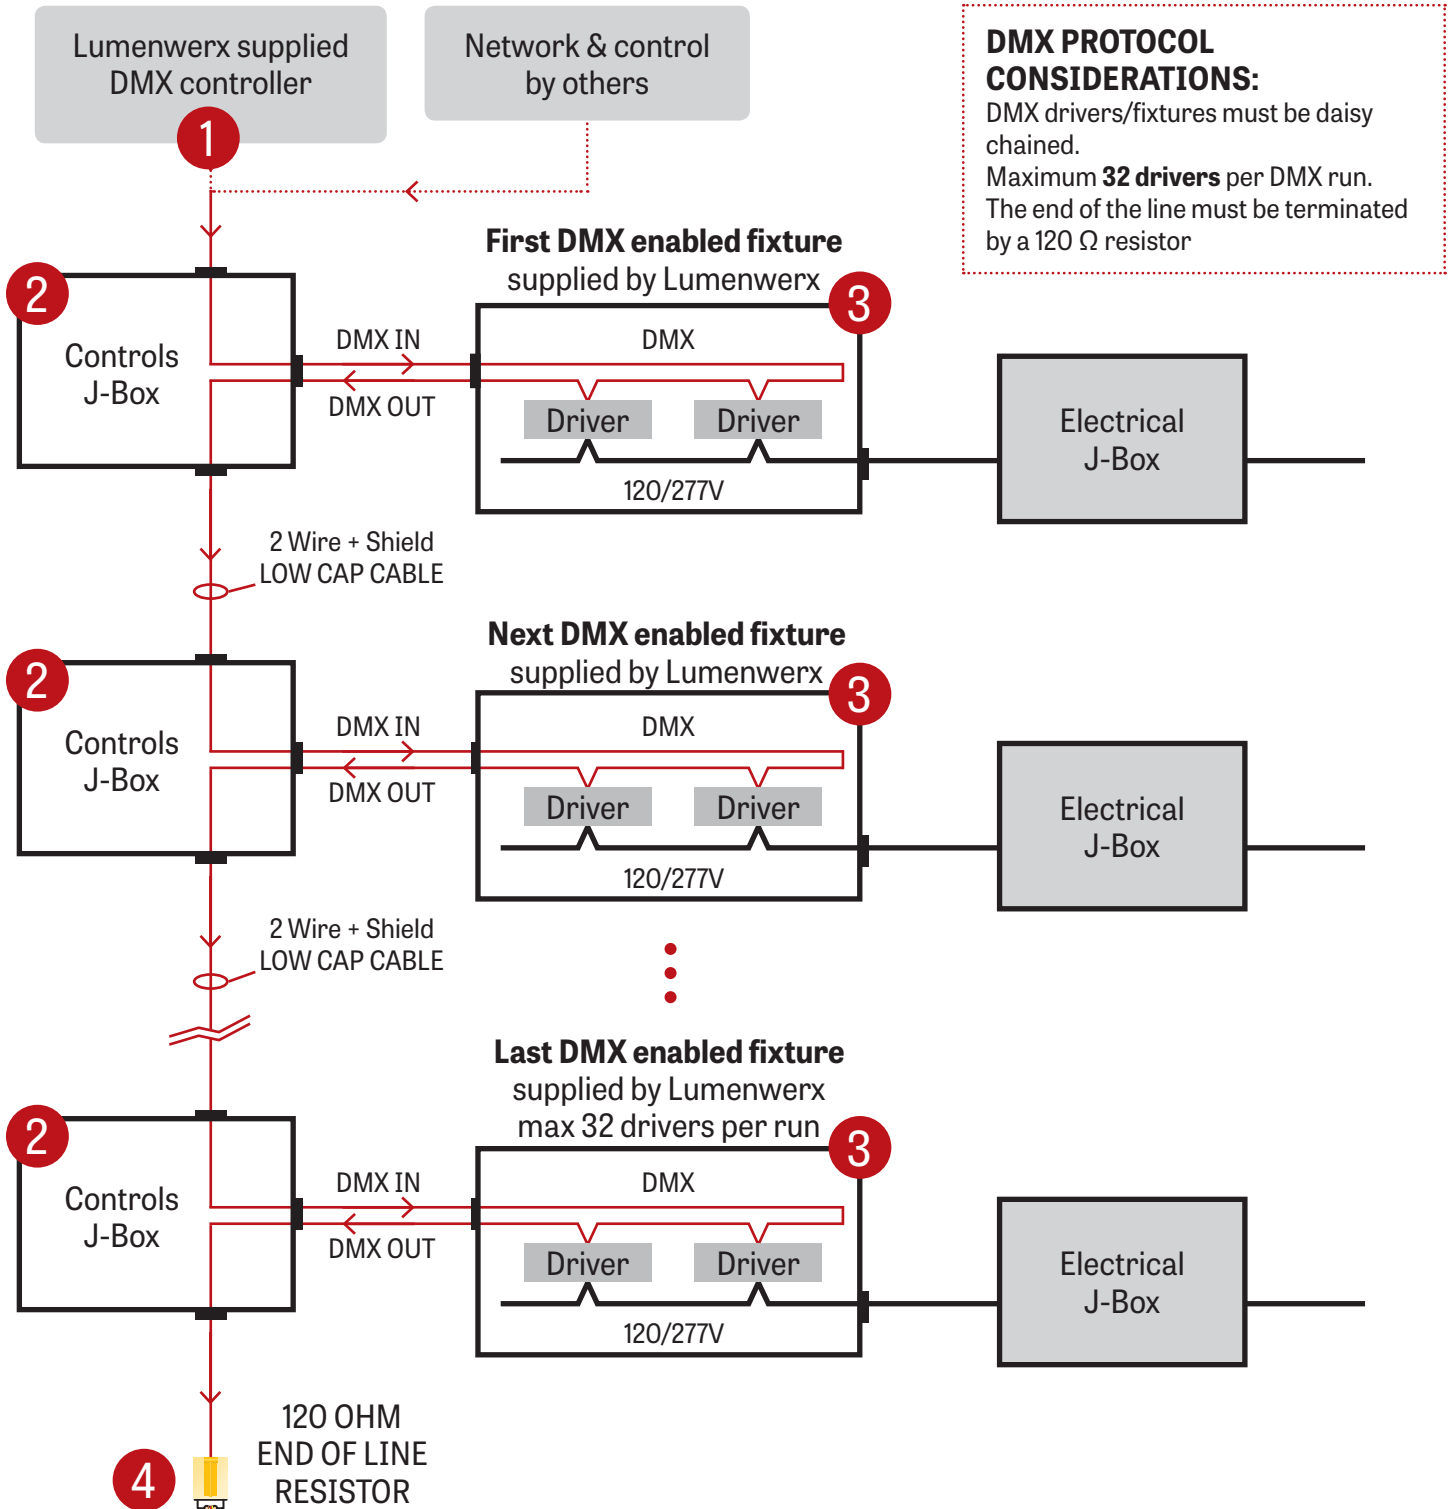 Lumenwerx supplied
DMX controller
1
Network & control
by others
DMX PROTOCOL
CONSIDERATIONS:
DMX drivers/fixtures must be daisy
chained.
Maximum 32 drivers per DMX run.
The end of the line must be terminated
by a 120 Ω resistor
2
Controls
J-Box
DMX IN
DMX OUT
First DMX enabled fixture
supplied by Lumenwerx
3
DMX
Driver
Driver
120/277V
Electrical
J-Box
2 Wire + Shield
LOW CAP CABLE
2
Controls
J-Box
DMX IN
DMX OUT
Next DMX enabled fixture
supplied by Lumenwerx
3
DMX
Driver
Driver
120/277V
Electrical
J-Box
2 Wire + Shield
LOW CAP CABLE
2
Controls
J-Box
DMX IN
DMX OUT
Last DMX enabled fixture
supplied by Lumenwerx
max 32 drivers per run
3
DMX
Driver
Driver
120/277V
Electrical
J-Box
4
120 OHM
END OF LINE
RESISTOR